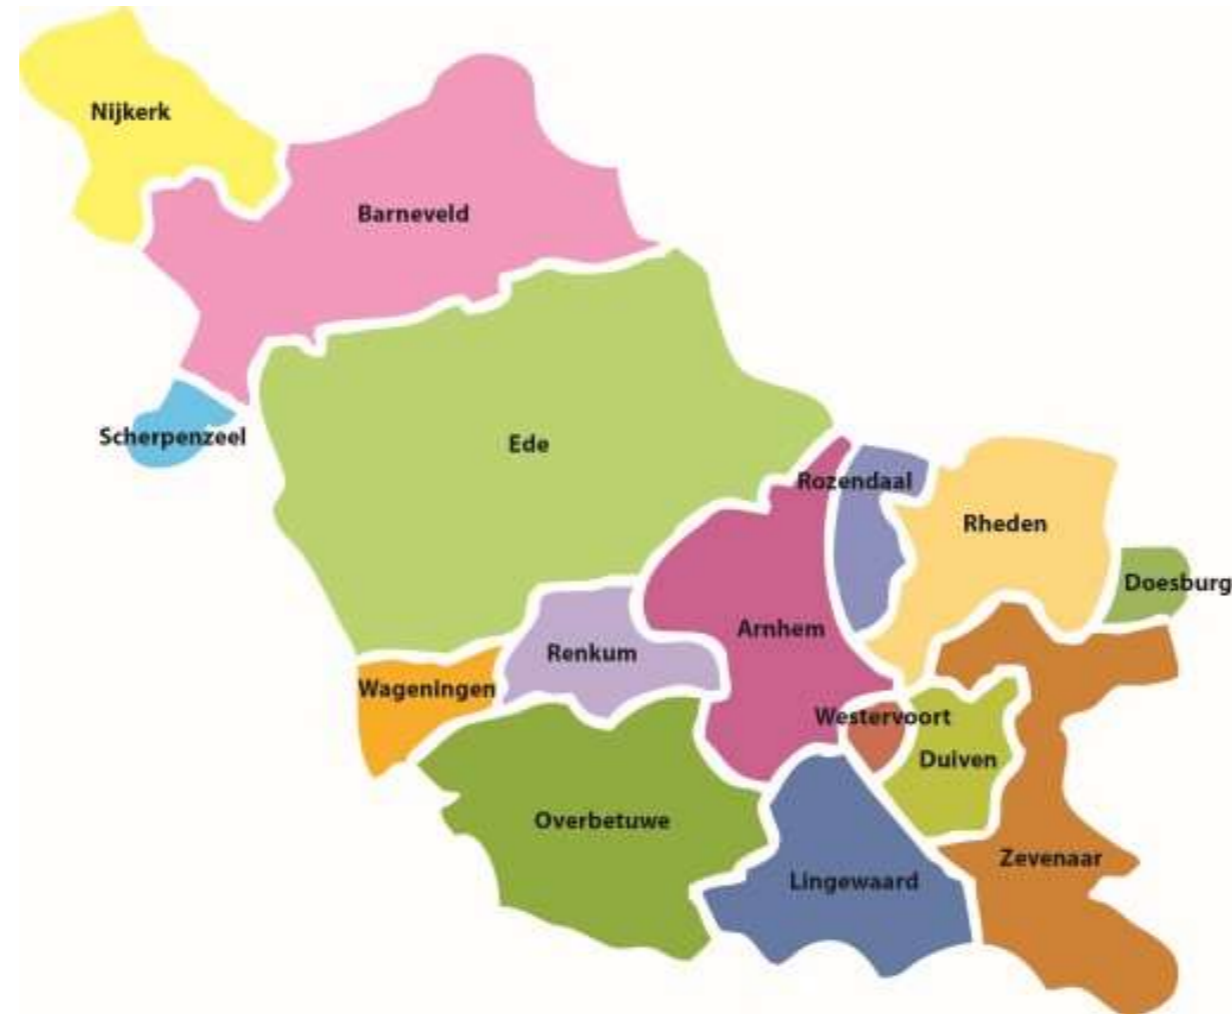 Nijkerk
Barneveld
Scherpenzeel
Ede
Rozendaal
Rheden
Doesburg
Arnhem
Renkum
Wageningen
Westervoort
Duiven
Overbetuwe
Zevenaar
Lingewaard